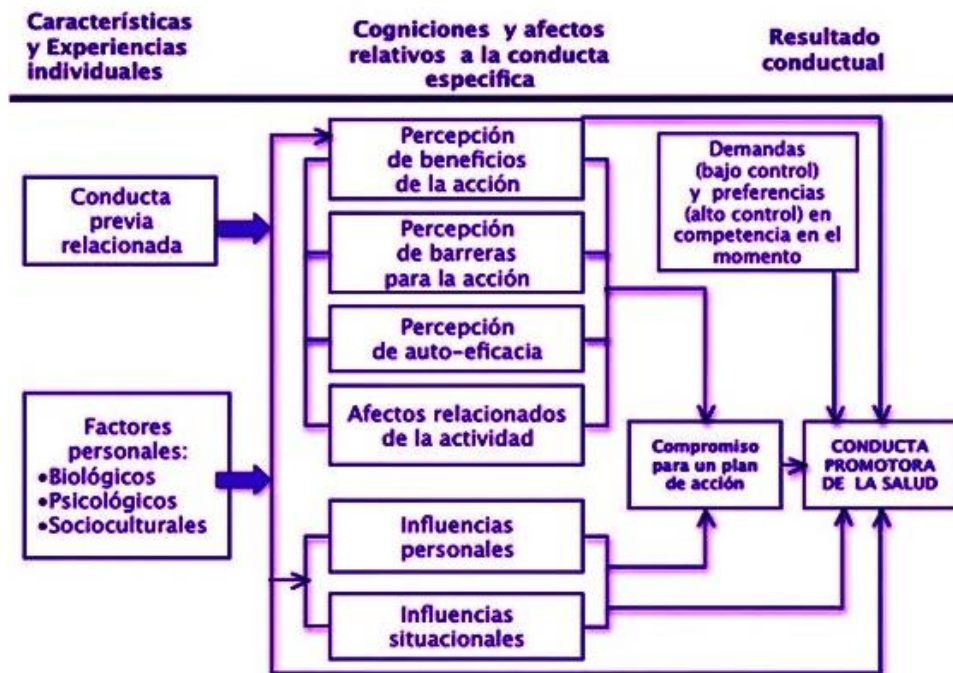 Características
y Experiencias
individuales
Cogniciones y afectos
relativos a la conducta
especifica
Resultado
conductual
Conducta
previa
relacionada
Factores
personales:
•Biológicos
•Psicológicos
•Socioculturales
Percepción
de beneficios
de la acción
Percepción
de barreras
para la acción
Percepción
de auto-eficacia
Afectos relacionados
de la actividad
Influencias
personales
Influencias
situacionales
Demandas
(bajo control)
y preferencias
(alto control) en
competencia en el
momento
Compromiso
para un plan
de acción
CONDUCTA
PROMOTORA
DE LA SALUD